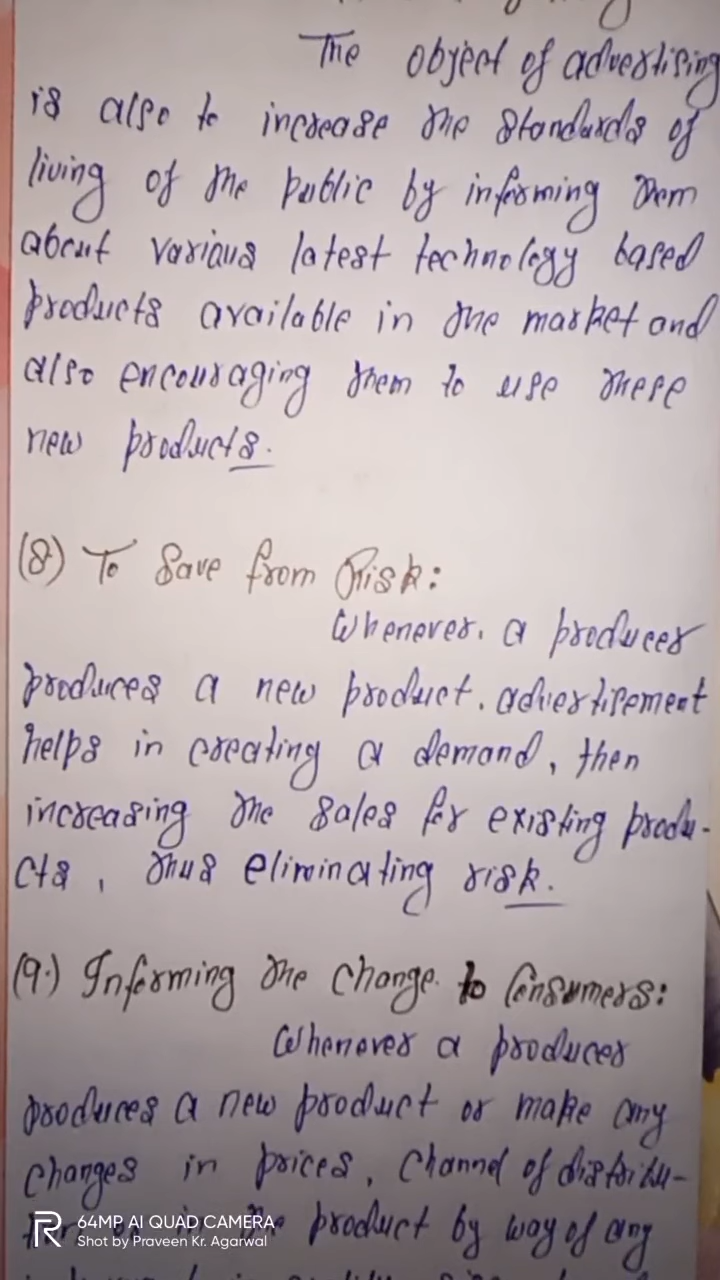 The object of advertising
is also to increase the standards of
living of the public by informing them
about various latest technology based
products available in the market and
also encouraging them to use these
new products.
(8) To Save from Risk:
Whenever. a producer
produces a new product. advertisement
helps in creating a demand, then
increasing the sales for existing produ-
cts, thus eliminating risk.
(9.) Informing the change to Consumers:
Whenever a producer
produces a new product or make any
changes in prices, channel of distribu-
the product by way of any
64MP AI QUAD CAMERA
Shot by Praveen Kr. Agarwal